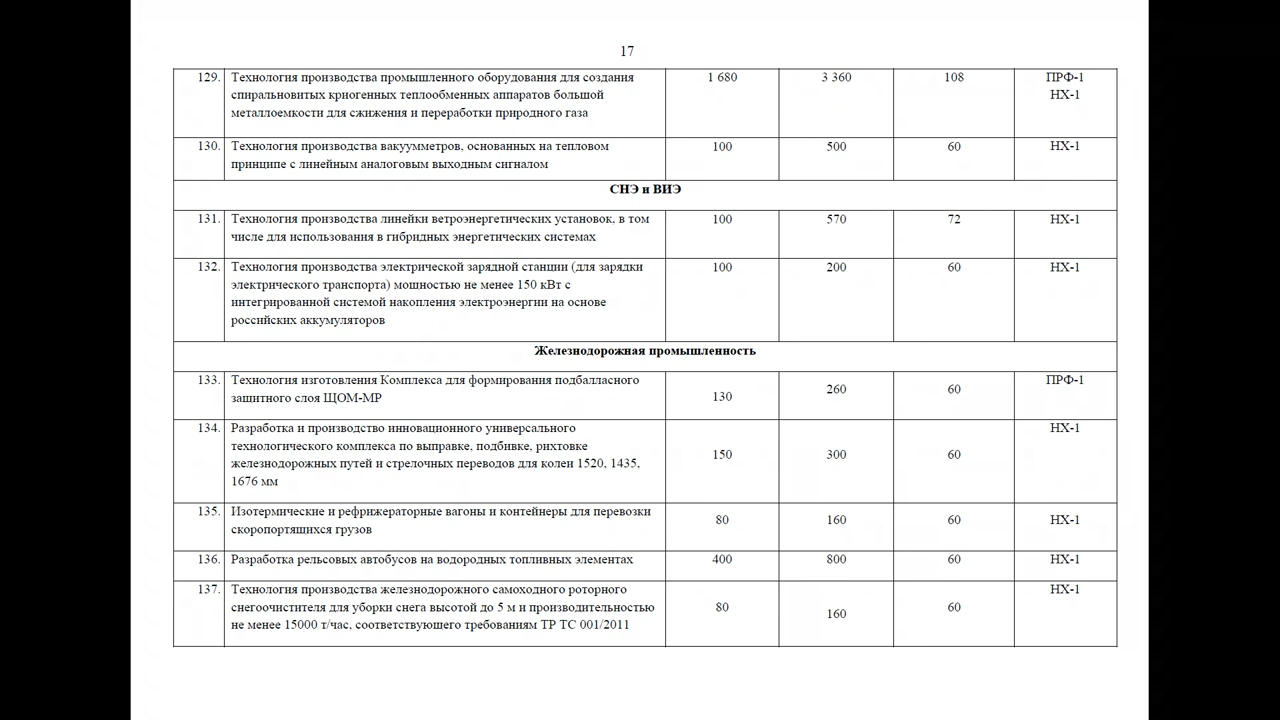 17
129. Технология производства промышленного оборудования для создания 1 680 3 360 108 ПРФ-1
спиральновитых криогенных теплообменных аппаратов большой НХ-1
металлоемкости для сжижения и переработки природного газа
130. Технология производства вакуумметров, основанных на тепловом 100 500 60 НХ-1
принципе с линейным аналоговым выходным сигналом
СНЭ и ВИЭ
131. Технология производства линейки ветроэнергетических установок, в том 100 570 72 НХ-1
числе для использования в гибридных энергетических системах
132. Технология производства электрической зарядной станции (для зарядки 100 200 60 НХ-1
электрического транспорта) мощностью не менее 150 кВт с
интегрированной системой накопления электроэнергии на основе
российских аккумуляторов
Железнодорожная промышленность
133. Технология изготовления Комплекса для формирования подбалласного 130 260 60 ПРФ-1
защитного слоя ЩОМ-МР
134. Разработка и производство инновационного универсального 150 300 60 НХ-1
технологического комплекса по выправке, подбивке, рихтовке
железнодорожных путей и стрелочных переводов для колеи 1520, 1435,
1676 мм
135. Изотермические и рефрижераторные вагоны и контейнеры для перевозки 80 160 60 НХ-1
скоропортящихся грузов
136. Разработка рельсовых автобусов на водородных топливных элементах 400 800 60 НХ-1
137. Технология производства железнодорожного самоходного роторного 80 160 60 НХ-1
снегоочистителя для уборки снега высотой до 5 м и производительностью
не менее 15000 т/час, соответствующего требованиям ТР ТС 001/2011